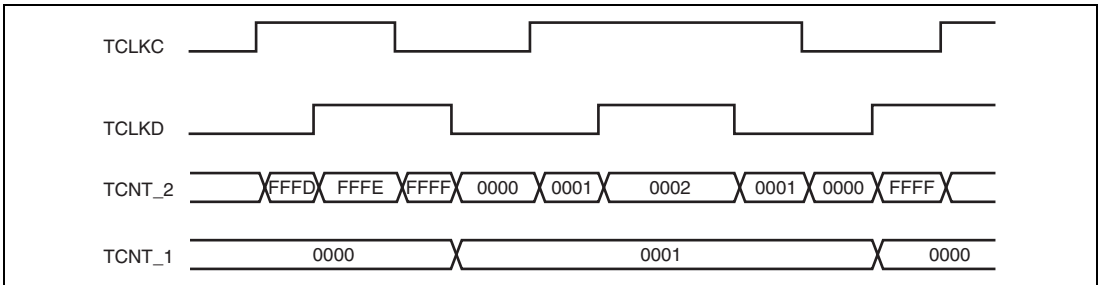 TCLKC
TCLKD
TCNT_2 FFFD FFFE FFFF 0000 0001 0002 0001 0000 FFFF
TCNT_1 0000 0001 0000